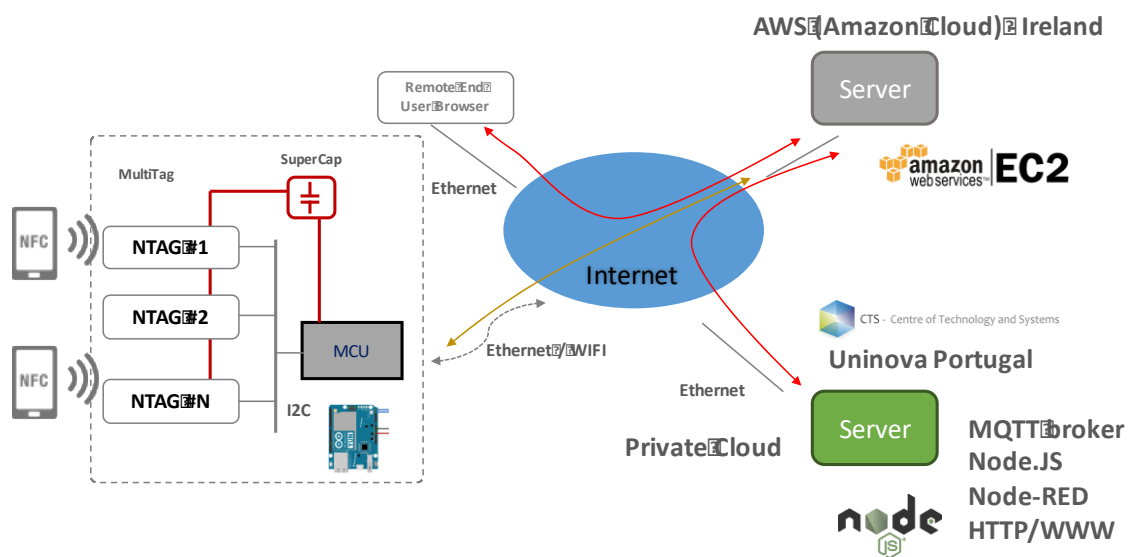 AWS (Amazon Cloud) - Ireland
Server
Remote End
User Browser
amazon
web services™
EC2
SuperCap
MultiTag
Ethernet
NFC
NTAG #1
Internet
NTAG #2
MCU
Ethernet / WIFI
CTS - Centre of Technology and Systems
Uninova Portugal
NFC
NTAG #N
I2C
Ethernet
Server
Private Cloud
MQTT broker
Node.JS
Node-RED
HTTP/WWW
node
JS